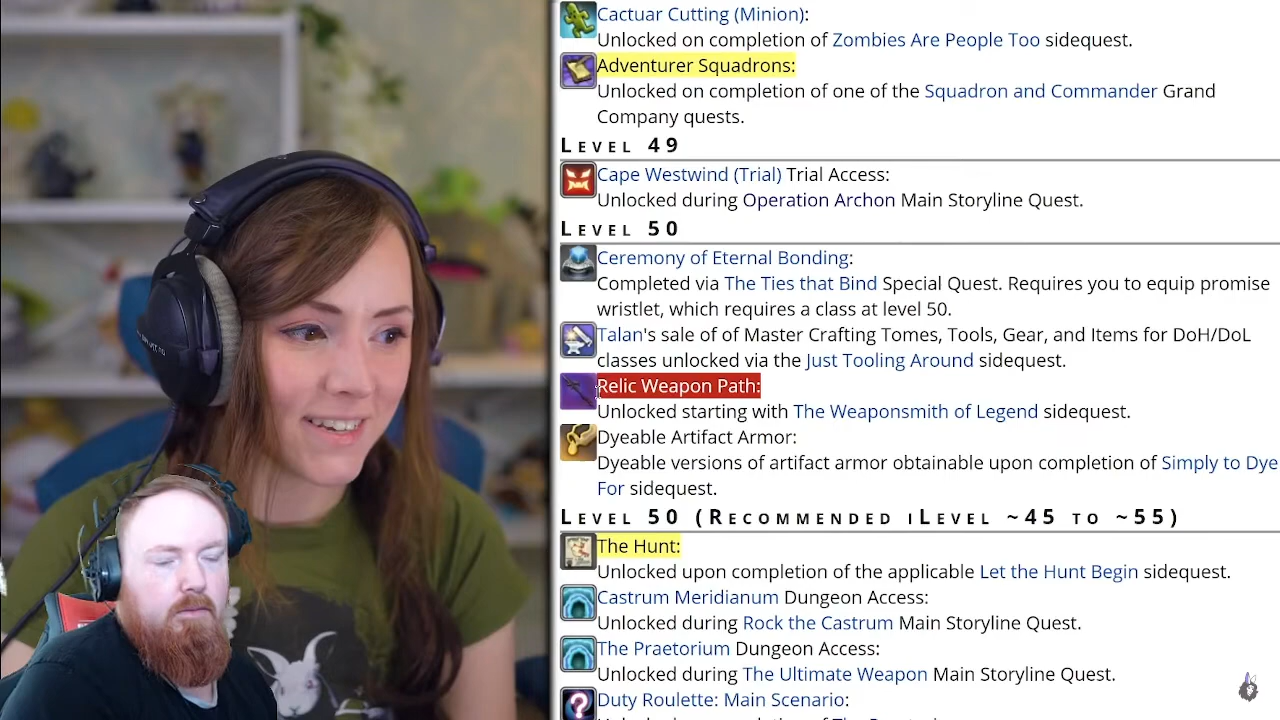 Cactuar Cutting (Minion):
Unlocked on completion of Zombies Are People Too sidequest.
Adventurer Squadrons:
Unlocked on completion of one of the Squadron and Commander Grand
Company quests.
Level 49
Cape Westwind (Trial) Trial Access:
Unlocked during Operation Archon Main Storyline Quest.
Level 50
Ceremony of Eternal Bonding:
Completed via The Ties that Bind Special Quest. Requires you to equip promise
wristlet, which requires a class at level 50.
Talan's sale of of Master Crafting Tomes, Tools, Gear, and Items for DoH/DoL
classes unlocked via the Just Tooling Around sidequest.
Relic Weapon Path:
Unlocked starting with The Weaponsmith of Legend sidequest.
Dyeable Artifact Armor:
Dyeable versions of artifact armor obtainable upon completion of Simply to Dye
For sidequest.
Level 50 (Recommended iLevel ~45 to ~55)
The Hunt:
Unlocked upon completion of the applicable Let the Hunt Begin sidequest.
Castrum Meridianum Dungeon Access:
Unlocked during Rock the Castrum Main Storyline Quest.
The Praetorium Dungeon Access:
Unlocked during The Ultimate Weapon Main Storyline Quest.
Duty Roulette: Main Scenario: